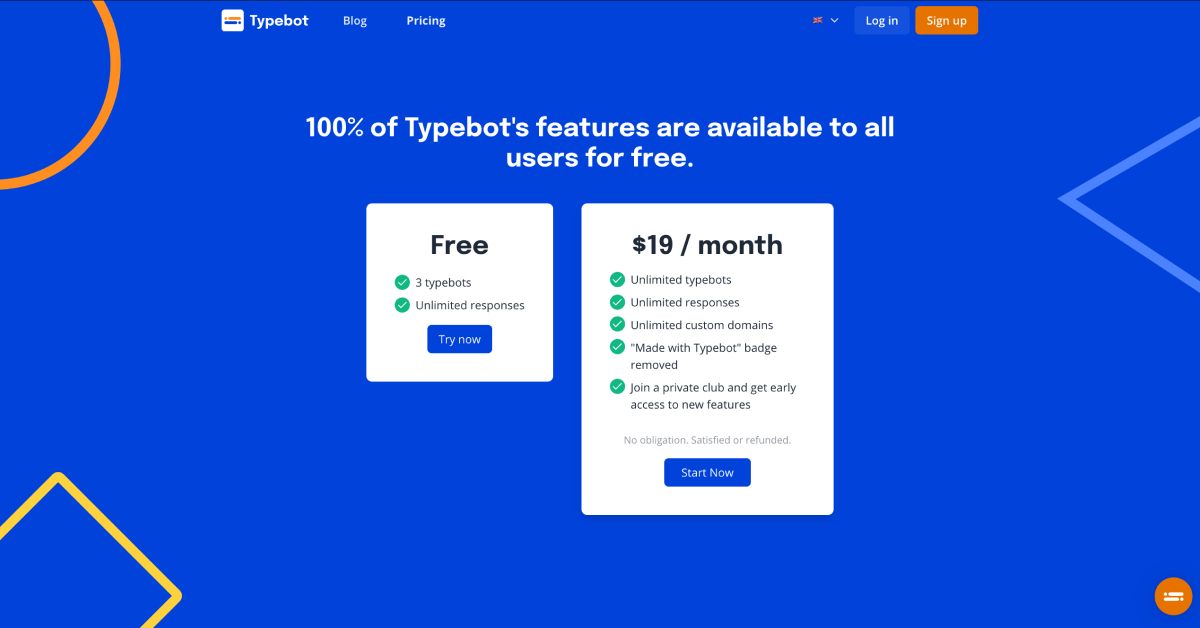 Typebot
Blog
Pricing
Log in
Sign up
100% of Typebot's features are available to all
users for free.
Free
3 typebots
Unlimited responses
Try now
$19 / month
Unlimited typebots
Unlimited responses
Unlimited custom domains
"Made with Typebot" badge
removed
Join a private club and get early
access to new features
No obligation. Satisfied or refunded.
Start Now